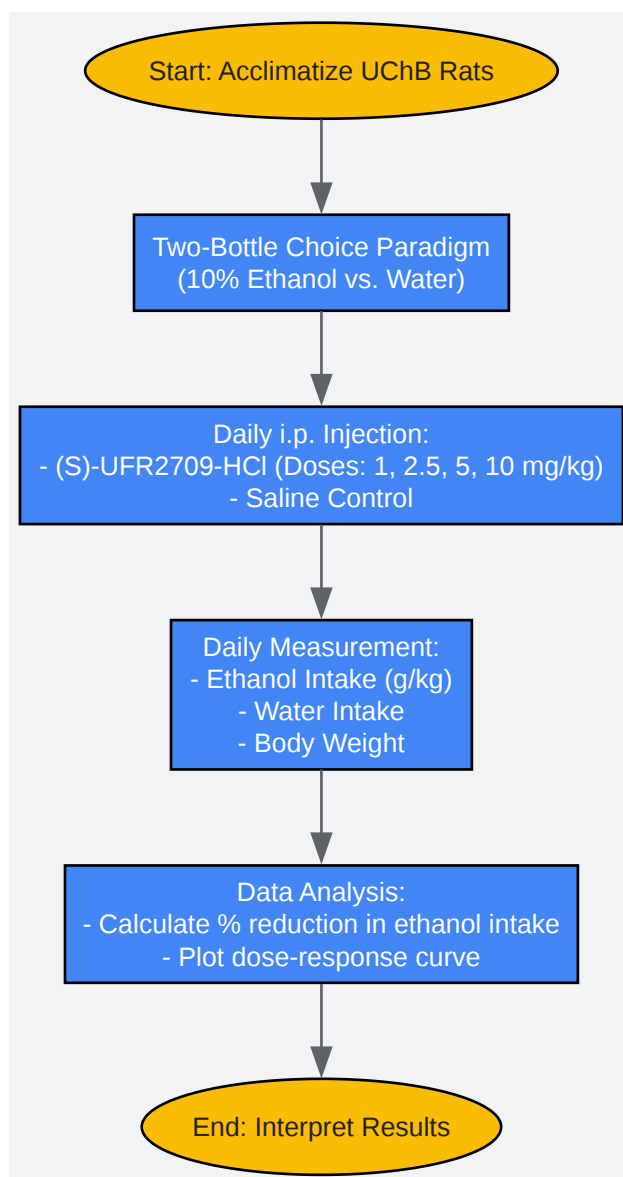 Start: Acclimatize UChB Rats
Two-Bottle Choice Paradigm
(10% Ethanol vs. Water)
Daily i.p. Injection:
- (S)-UFR2709-HCl (Doses: 1, 2.5, 5, 10 mg/kg)
- Saline Control
Daily Measurement:
- Ethanol Intake (g/kg)
- Water Intake
- Body Weight
Data Analysis:
- Calculate % reduction in ethanol intake
- Plot dose-response curve
End: Interpret Results